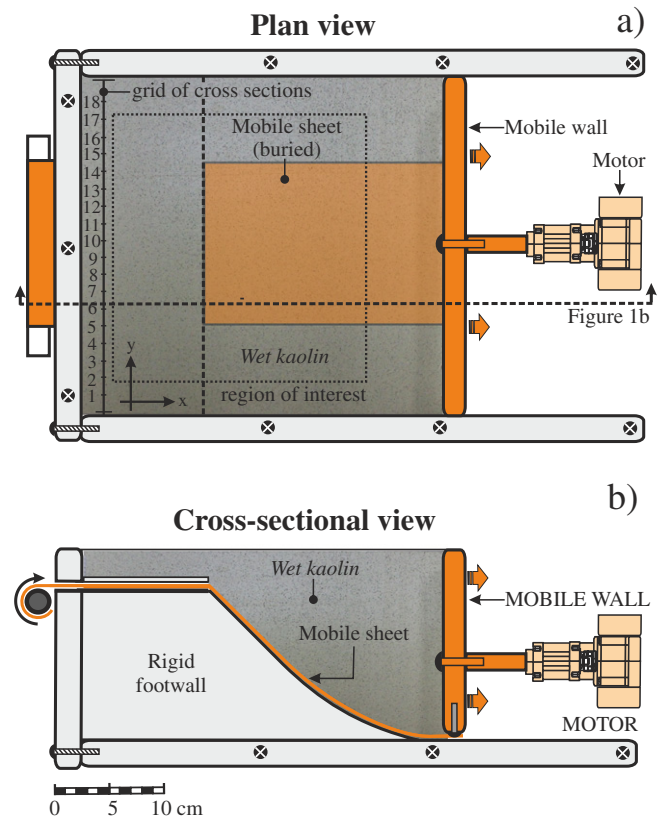 a)
Plan view
grid of cross sections
18
17
16
15
14
13
12
11
10
9
8
7
6
5
4
3
2
1
Mobile sheet
(buried)
Mobile wall
Motor
Figure 1b
Wet kaolin
y
x
region of interest
b)
Cross-sectional view
Wet kaolin
MOBILE WALL
Mobile sheet
Rigid
footwall
MOTOR
0 5 10 cm